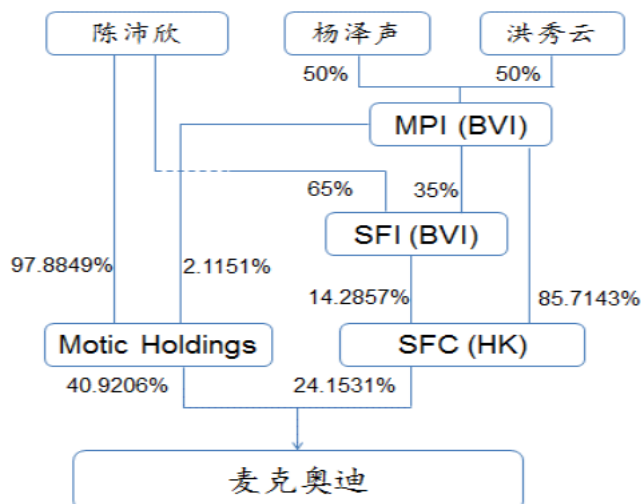 陈沛欣
杨泽声
洪秀云
50%
50%
MPI (BVI)
65%
35%
SFI (BVI)
97.8849%
2.1151%
14.2857%
85.7143%
Motic Holdings
SFC (HK)
40.9206%
24.1531%
麦克奥迪